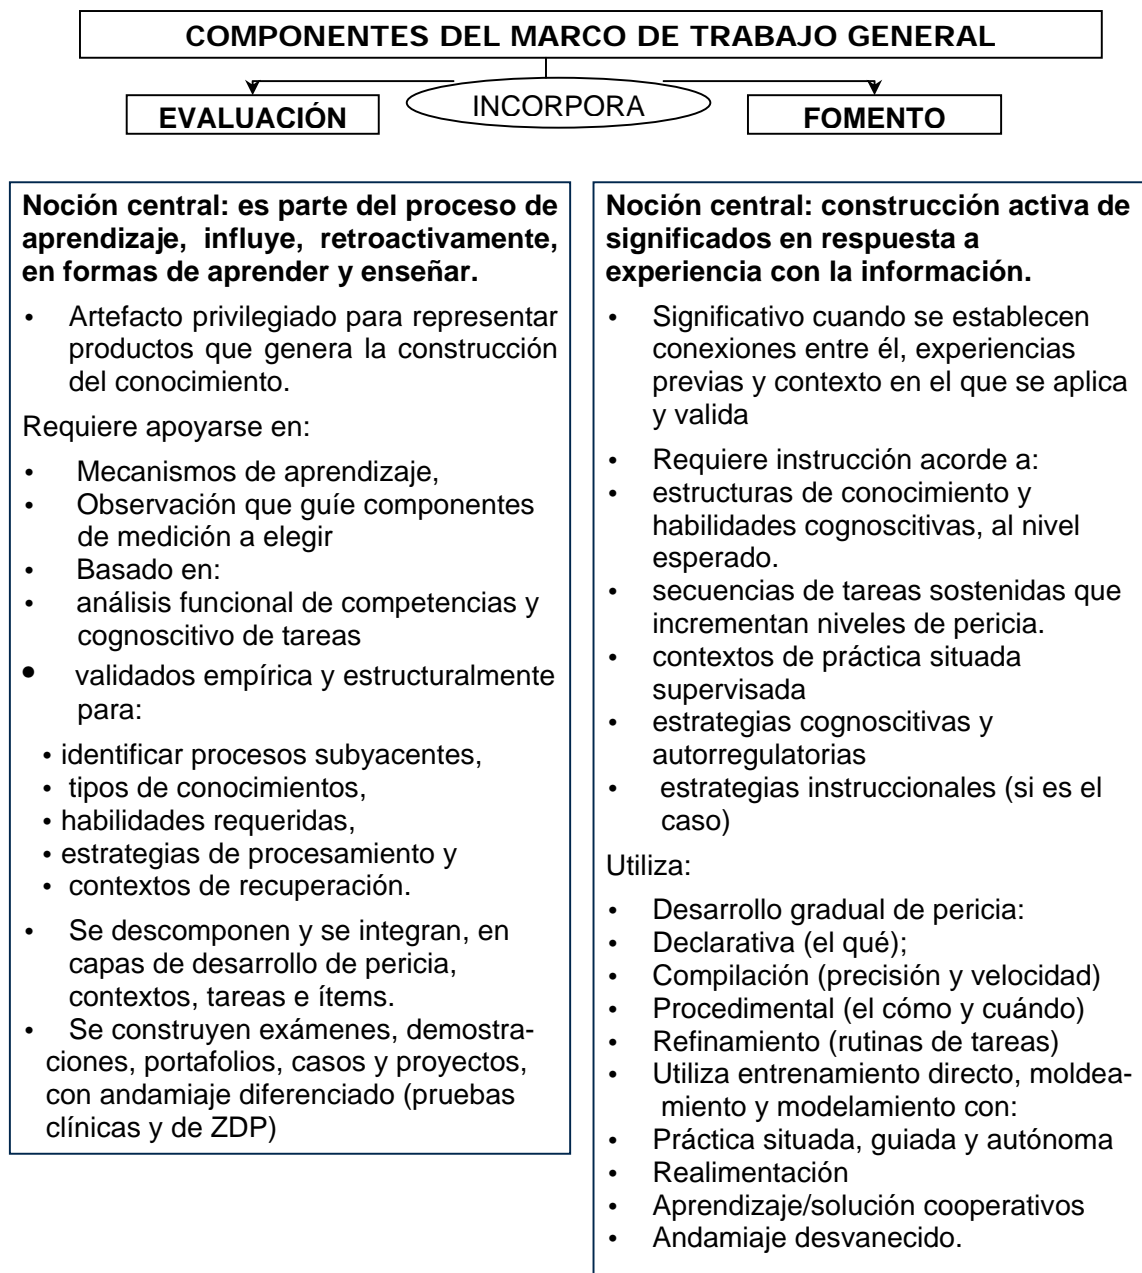 COMPONENTES DEL MARCO DE TRABAJO GENERAL
INCORPORA
EVALUACIÓN
FOMENTO
Noción central: es parte del proceso de
aprendizaje, influye, retroactivamente,
en formas de aprender y enseñar.
• Artefacto privilegiado para representar
productos que genera la construcción
del conocimiento.
Requiere apoyarse en:
• Mecanismos de aprendizaje,
• Observación que guíe componentes
de medición a elegir
• Basado en:
• análisis funcional de competencias y
cognoscitivo de tareas
• validados empírica y estructuralmente
para:
• identificar procesos subyacentes,
• tipos de conocimientos,
• habilidades requeridas,
• estrategias de procesamiento y
• contextos de recuperación.
• Se descomponen y se integran, en
capas de desarrollo de pericia,
contextos, tareas e ítems.
• Se construyen exámenes, demostra-
ciones, portafolios, casos y proyectos,
con andamiaje diferenciado (pruebas
clínicas y de ZDP)
Noción central: construcción activa de
significados en respuesta a
experiencia con la información.
• Significativo cuando se establecen
conexiones entre él, experiencias
previas y contexto en el que se aplica
y valida
• Requiere instrucción acorde a:
• estructuras de conocimiento y
habilidades cognoscitivas, al nivel
esperado.
• secuencias de tareas sostenidas que
incrementan niveles de pericia.
• contextos de práctica situada
supervisada
• estrategias cognoscitivas y
autorregulatorias
• estrategias instruccionales (si es el
caso)
Utiliza:
• Desarrollo gradual de pericia:
• Declarativa (el qué);
• Compilación (precisión y velocidad)
• Procedimental (el cómo y cuándo)
• Refinamiento (rutinas de tareas)
• Utiliza entrenamiento directo, moldea-
miento y modelamiento con:
• Práctica situada, guiada y autónoma
• Realimentación
• Aprendizaje/solución cooperativos
• Andamiaje desvanecido.